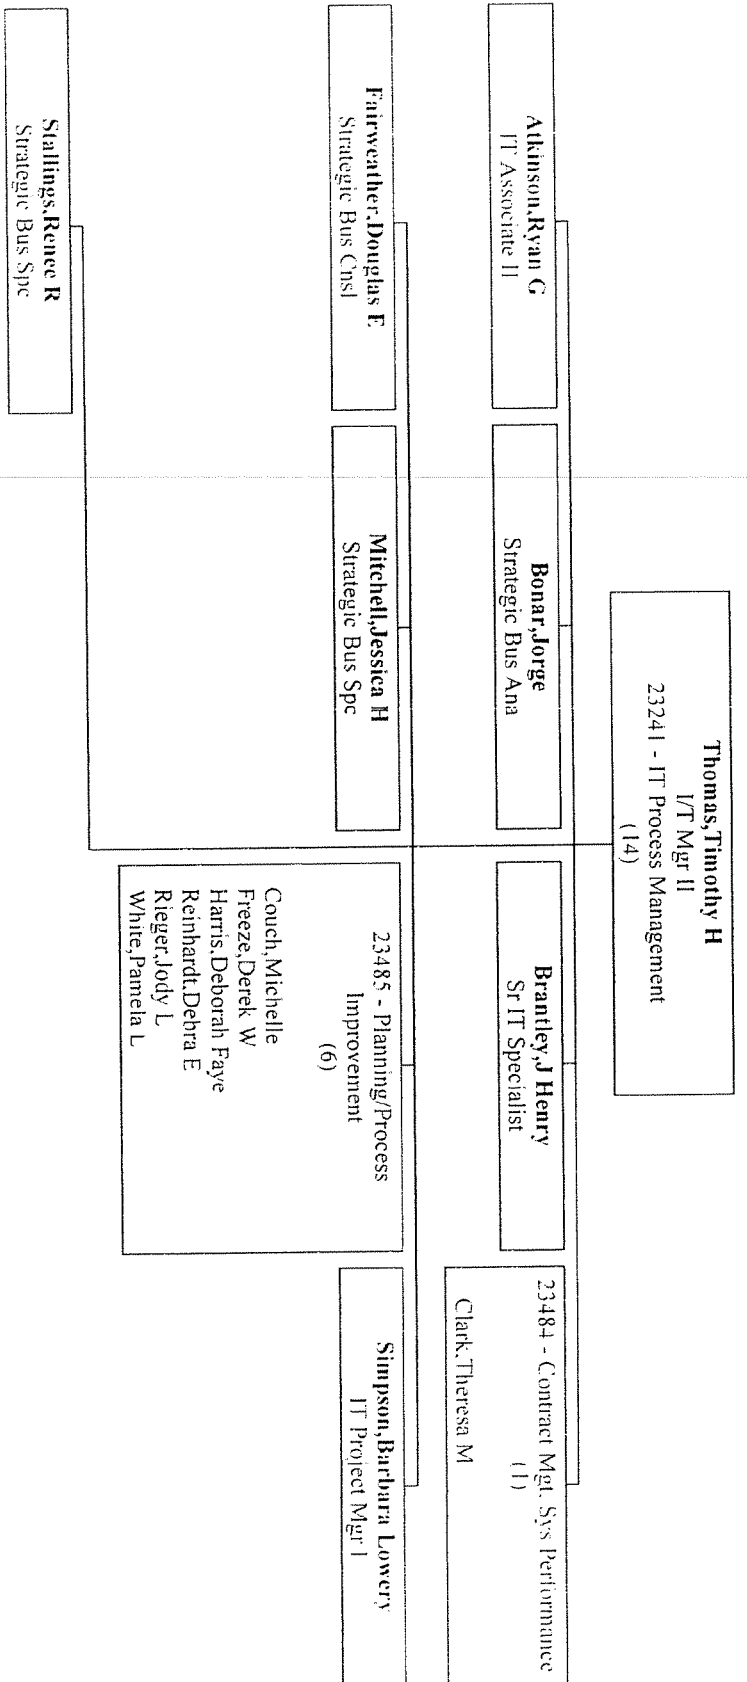 Thomas,Timothy H
I/T Mgr II
23241 - IT Process Management
(14)
Atkinson,Ryan G
IT Associate II
Bonar,Jorge
Strategic Bus Ana
Brantley,J Henry
Sr IT Specialist
23484 - Contract Mgt. Sys Performance
(1)
Clark,Theresa M
Fairweather,Douglas E
Strategic Bus Cnsl
Mitchell,Jessica H
Strategic Bus Spc
23485 - Planning/Process
Improvement
(6)
Couch,Michelle
Freeze,Derek W
Harris,Deborah Faye
Reinhardt,Debra E
Rieger,Jody L
White,Pamela L
Simpson,Barbara Lowery
IT Project Mgr I
Stallings,Renee R
Strategic Bus Spc